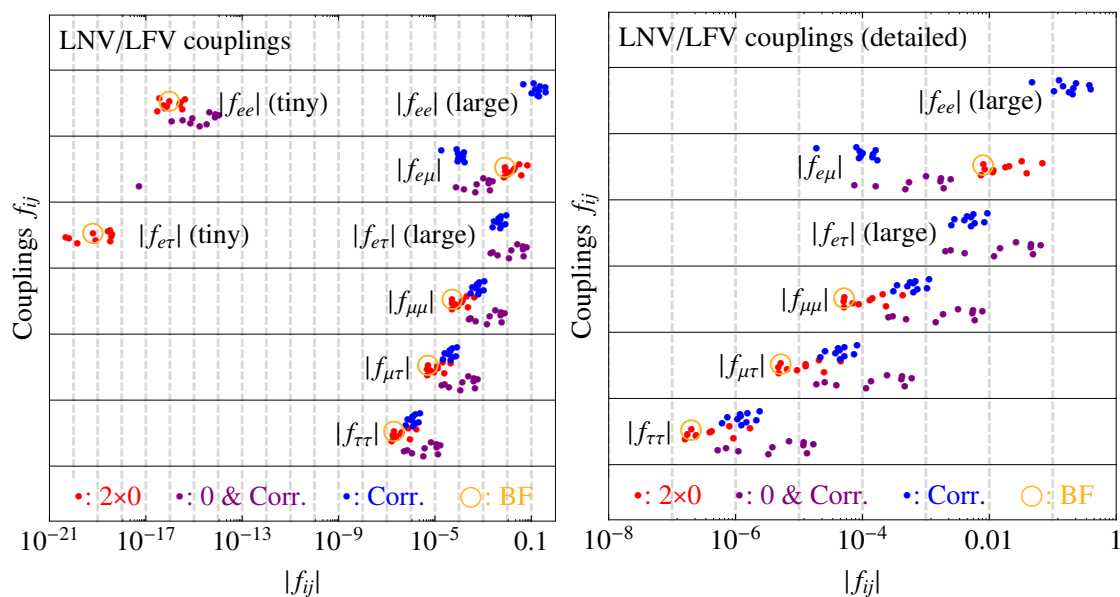 LNV/LFV couplings
|f_ee| (tiny) |f_ee| (large)
|f_eμ|
|f_eτ| (tiny) |f_eτ| (large)
|f_μμ|
|f_μτ|
|f_ττ|
•: 2×0 •: 0 & Corr. •: Corr. ○: BF
10^−21 10^−17 10^−13 10^−9 10^−5 0.1
|f_ij|
Couplings f_ij
LNV/LFV couplings (detailed)
|f_ee| (large)
|f_eμ|
|f_eτ| (large)
|f_μμ|
|f_μτ|
|f_ττ|
•: 2×0 •: 0 & Corr. •: Corr. ○: BF
10^−8 10^−6 10^−4 0.01 1
|f_ij|
Couplings f_ij